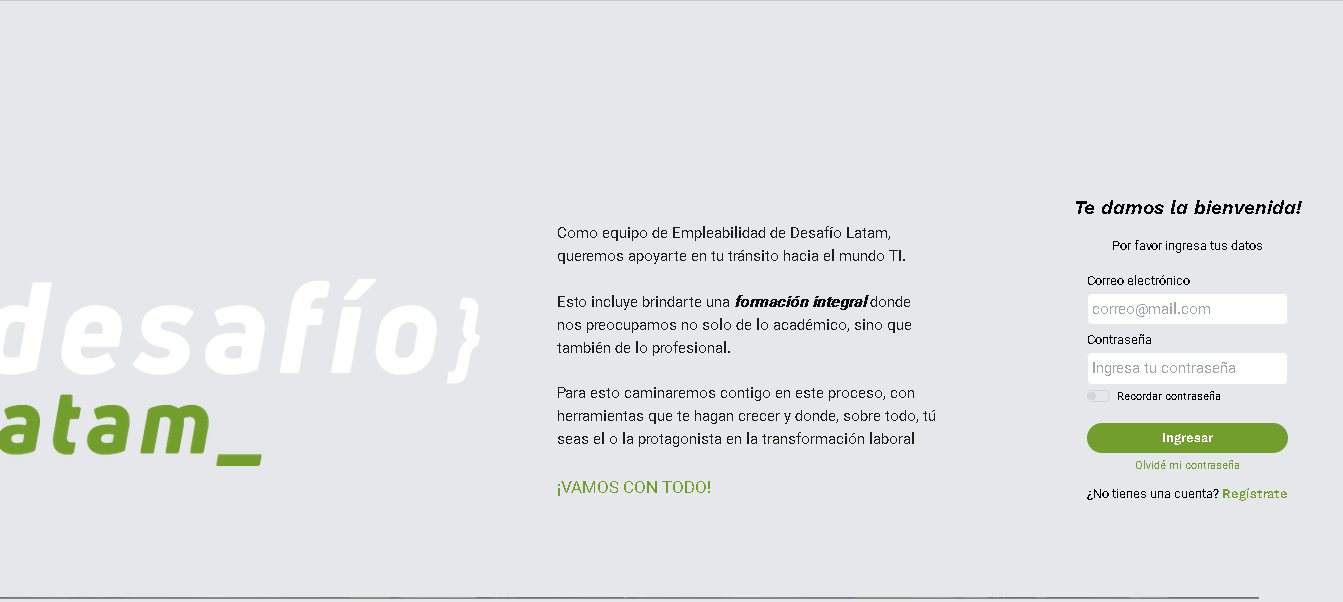 desafío}
atam_
Como equipo de Empleabilidad de Desafío Latam,
queremos apoyarte en tu tránsito hacia el mundo TI.
Esto incluye brindarte una formación integral donde
nos preocupamos no solo de lo académico, sino que
también de lo profesional.
Para esto caminaremos contigo en este proceso, con
herramientas que te hagan crecer y donde, sobre todo, tú
seas el o la protagonista en la transformación laboral
¡VAMOS CON TODO!
Te damos la bienvenida!
Por favor ingresa tus datos
Correo electrónico
correo@mail.com
Contraseña
Ingresa tu contraseña
Recordar contraseña
Ingresar
Olvidé mi contraseña
¿No tienes una cuenta? Regístrate